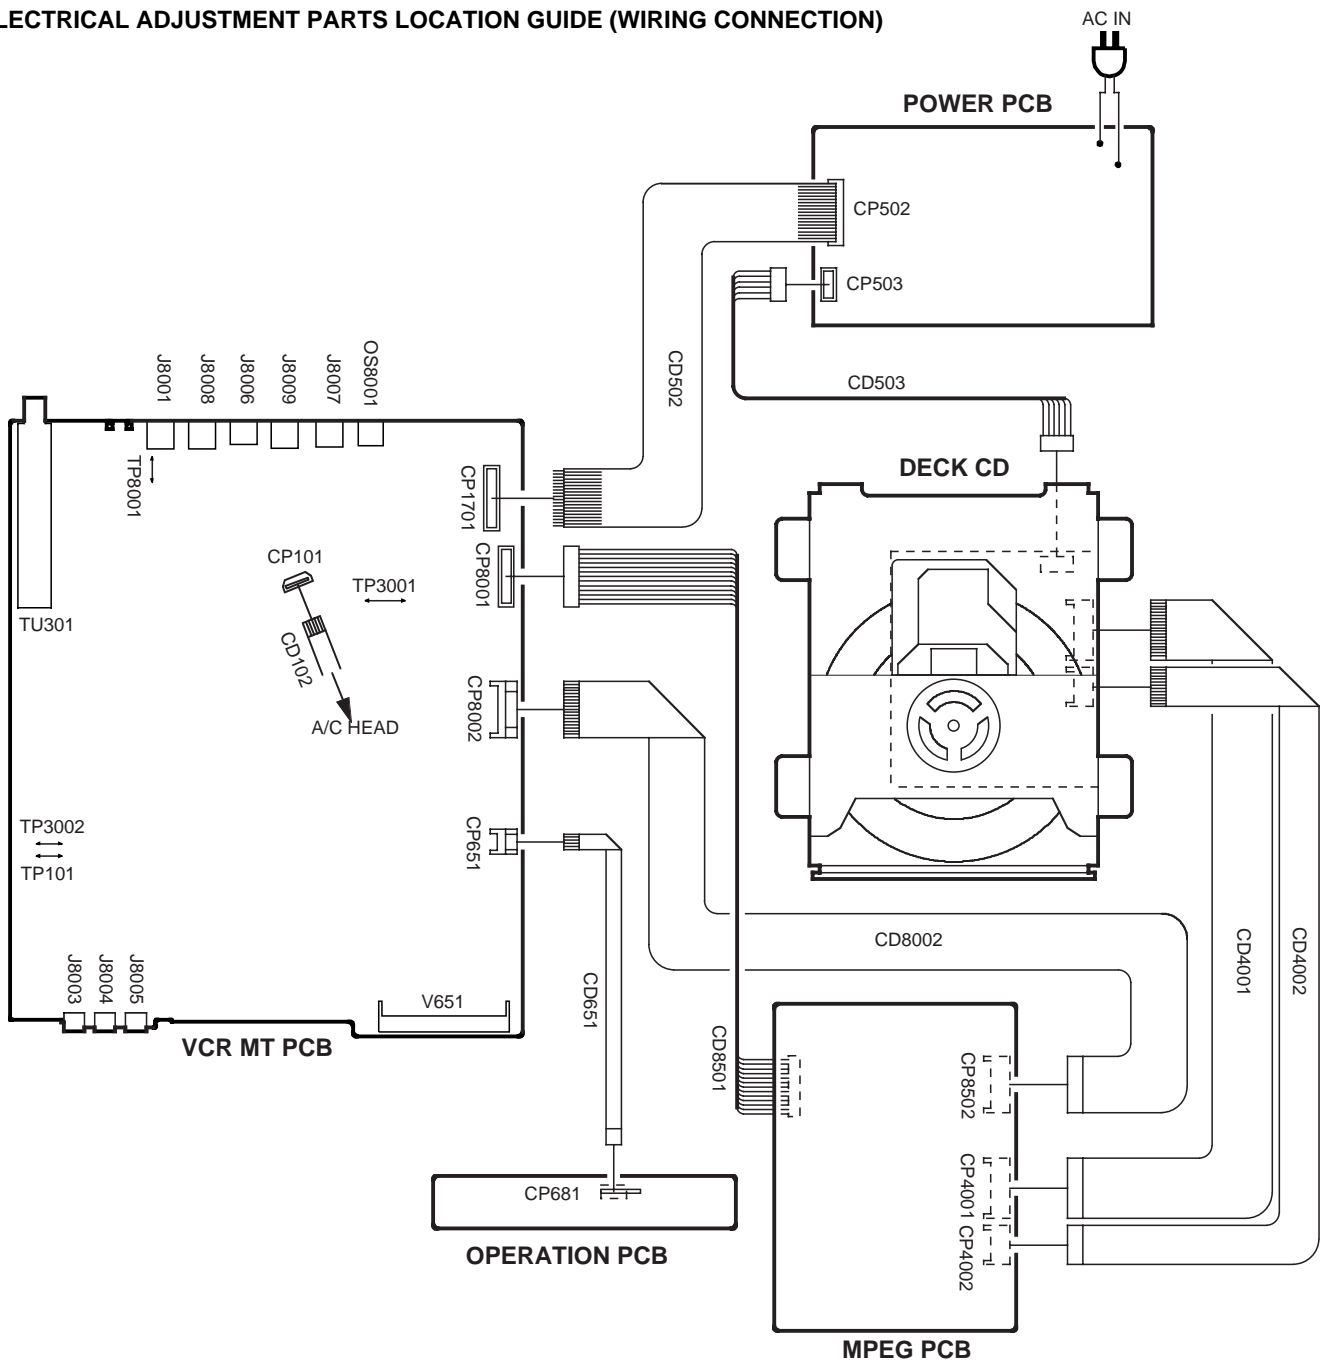 LECTRICAL ADJUSTMENT PARTS LOCATION GUIDE (WIRING CONNECTION)
AC IN
POWER PCB
CP502
CP503
CD502
CD503
DECK CD
J8001
J8008
J8006
J8009
J8007
OS8001
TP8001
CP1701
CP8001
CP101
TP3001
TU301
CD102
A/C HEAD
CP8002
TP3002
TP101
CP651
J8003
J8004
J8005
V651
VCR MT PCB
CD651
CD8501
CD8002
CD4001
CD4002
CP8502
CP4001
CP4002
CP681
OPERATION PCB
MPEG PCB